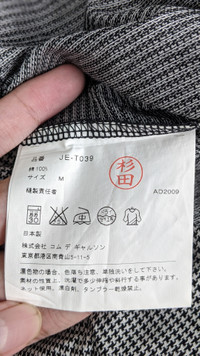 品番 JE-T039
綿 100%
サイズ M
杉田
縫製責任者 AD2009
日本製
株式会社 コム デ ギャルソン
東京都港区南青山5-11-5
濃色物の場合、色落ち注意、単独洗いをして下さい。
素材の性質上、洗濯で多少伸縮や斜行する事があります。
ネット使用。漂白剤、タンブラー乾燥禁止。